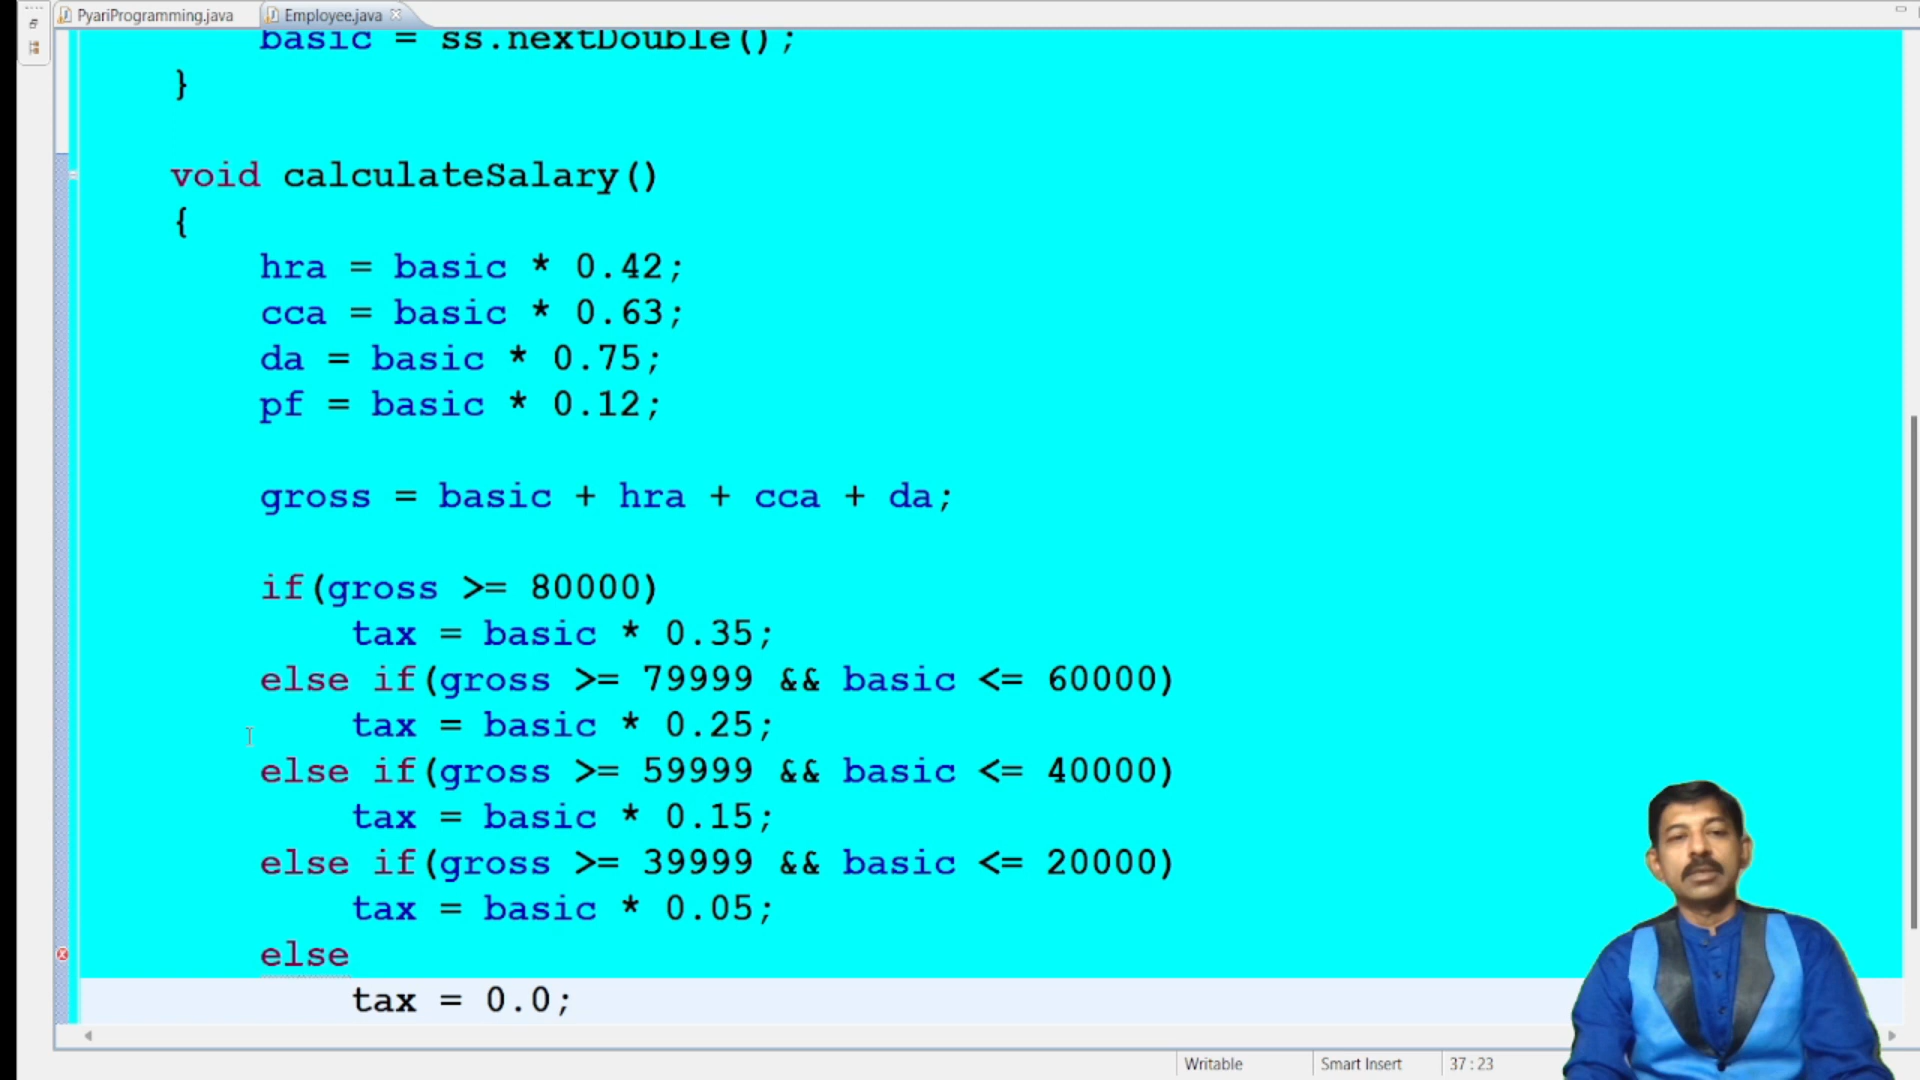 PyariProgramming.java
Employee.java
basic = ss.nextDouble();
}
void calculateSalary()
{
hra = basic * 0.42;
cca = basic * 0.63;
da = basic * 0.75;
pf = basic * 0.12;
gross = basic + hra + cca + da;
if(gross >= 80000)
tax = basic * 0.35;
else if(gross >= 79999 && basic <= 60000)
tax = basic * 0.25;
else if(gross >= 59999 && basic <= 40000)
tax = basic * 0.15;
else if(gross >= 39999 && basic <= 20000)
tax = basic * 0.05;
else
tax = 0.0;
Writable
Smart Insert
37 : 23